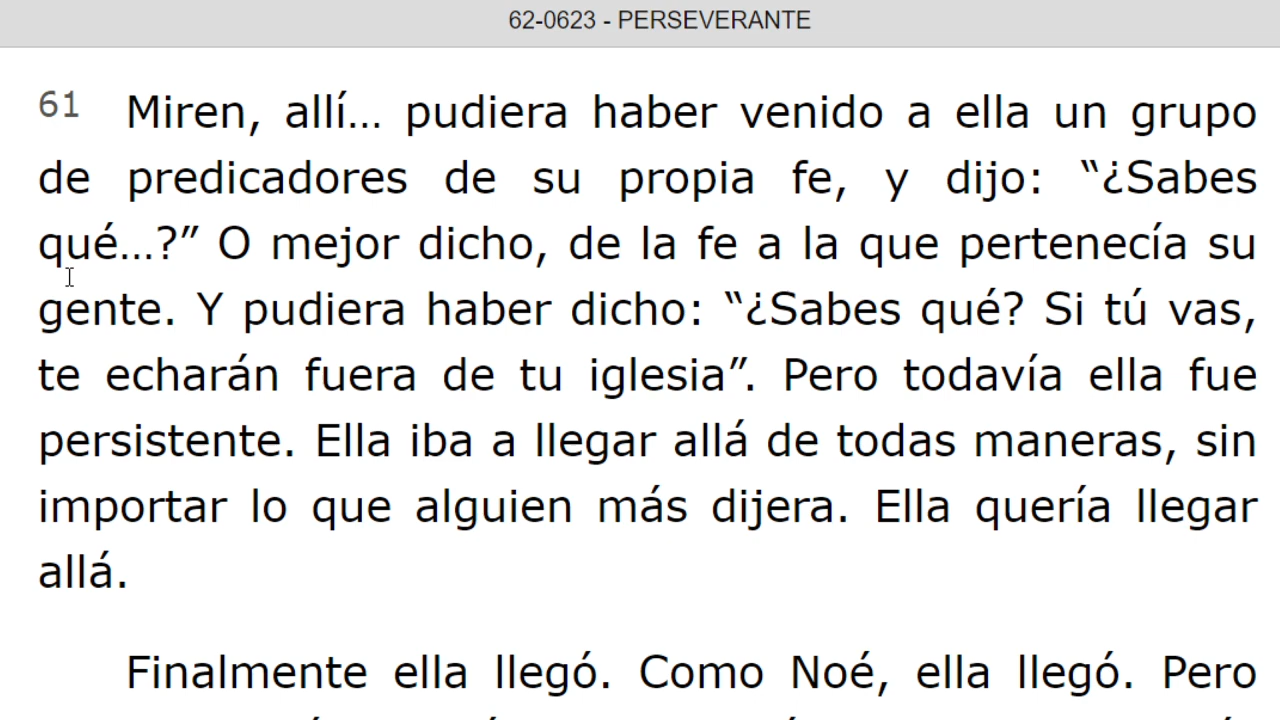 62-0623 - PERSEVERANTE
61 Miren, allí… pudiera haber venido a ella un grupo
de predicadores de su propia fe, y dijo: “¿Sabes
qué…?” O mejor dicho, de la fe a la que pertenecía su
gente. Y pudiera haber dicho: “¿Sabes qué? Si tú vas,
te echarán fuera de tu iglesia”. Pero todavía ella fue
persistente. Ella iba a llegar allá de todas maneras, sin
importar lo que alguien más dijera. Ella quería llegar
allá.
Finalmente ella llegó. Como Noé, ella llegó. Pero